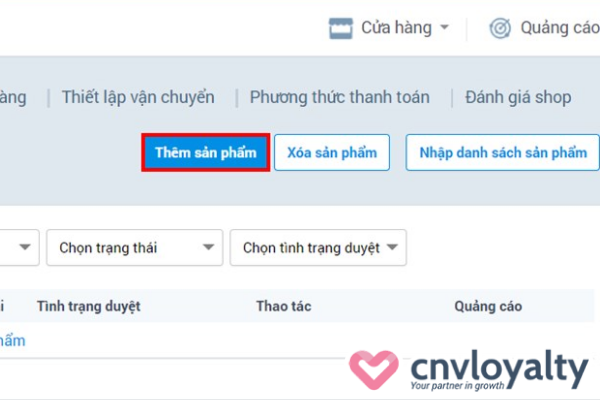 Cửa hàng Quảng cáo
àng Thiết lập vận chuyển Phương thức thanh toán Đánh giá shop
Thêm sản phẩm Xóa sản phẩm Nhập danh sách sản phẩm
Chọn trạng thái Chọn tình trạng duyệt
i Tình trạng duyệt Thao tác Quảng cáo
hẩm
cnvloyalty
Your partner in growth